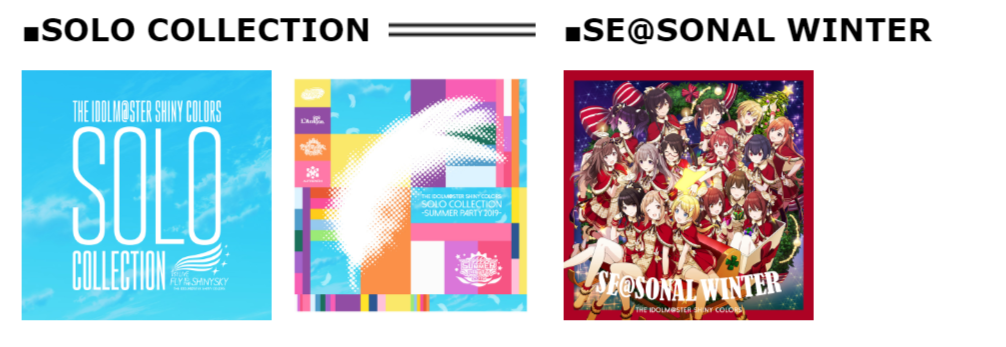 ■SOLO COLLECTION
■SE@SONAL WINTER
THE IDOLM@STER SHINY COLORS
SOLO
COLLECTION
FLY TO THE SHINY SKY
THE IDOLM@STER SHINY COLORS
SOLO COLLECTION
-SUMMER PARTY 2019-
SE@SONAL WINTER
THE IDOLM@STER SHINY COLORS